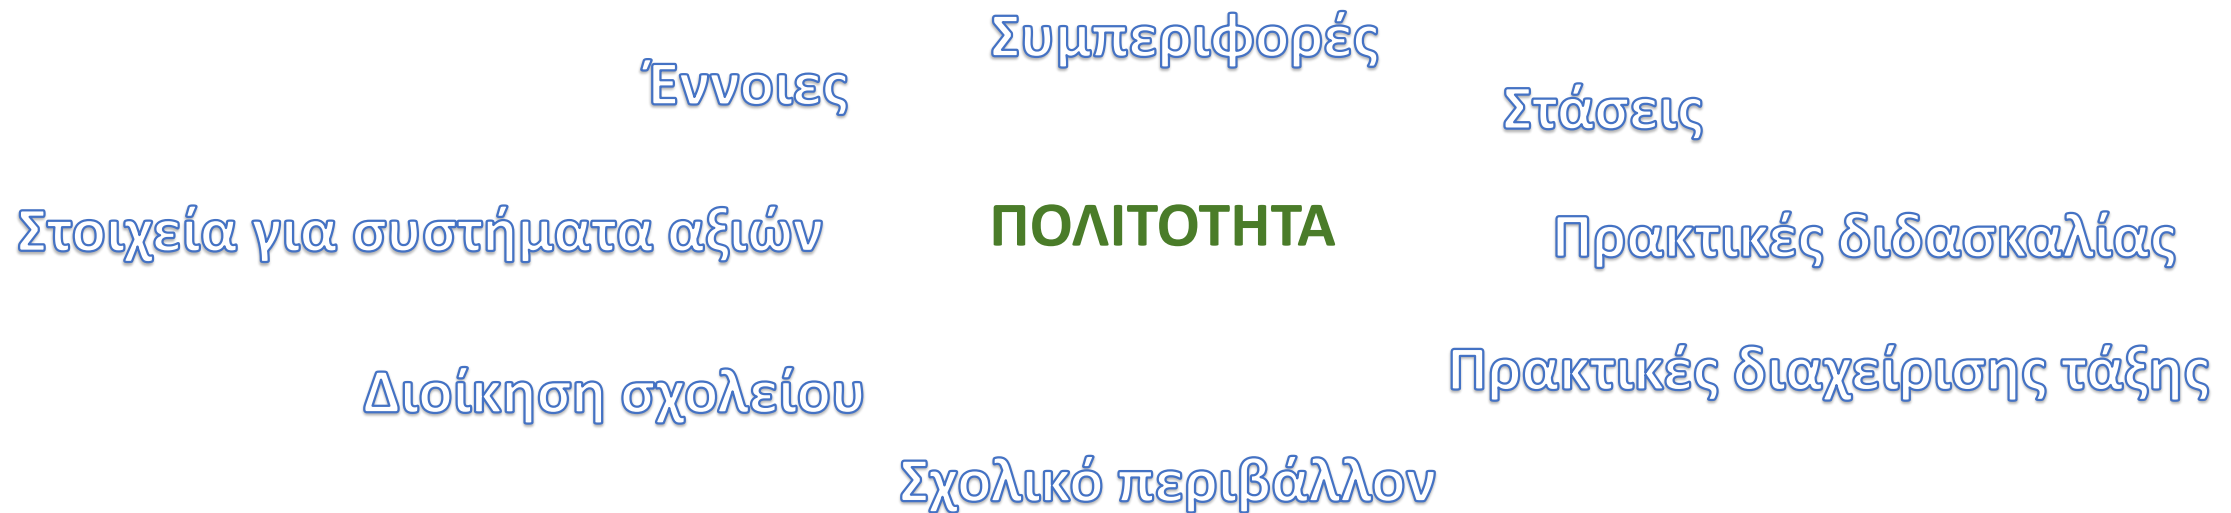 Συμπεριφορές
Έννοιες
Στάσεις
Στοιχεία για συστήματα αξιών
ΠΟΛΙΤΟΤΗΤΑ
Πρακτικές διδασκαλίας
Πρακτικές διαχείρισης τάξης
Διοίκηση σχολείου
Σχολικό περιβάλλον